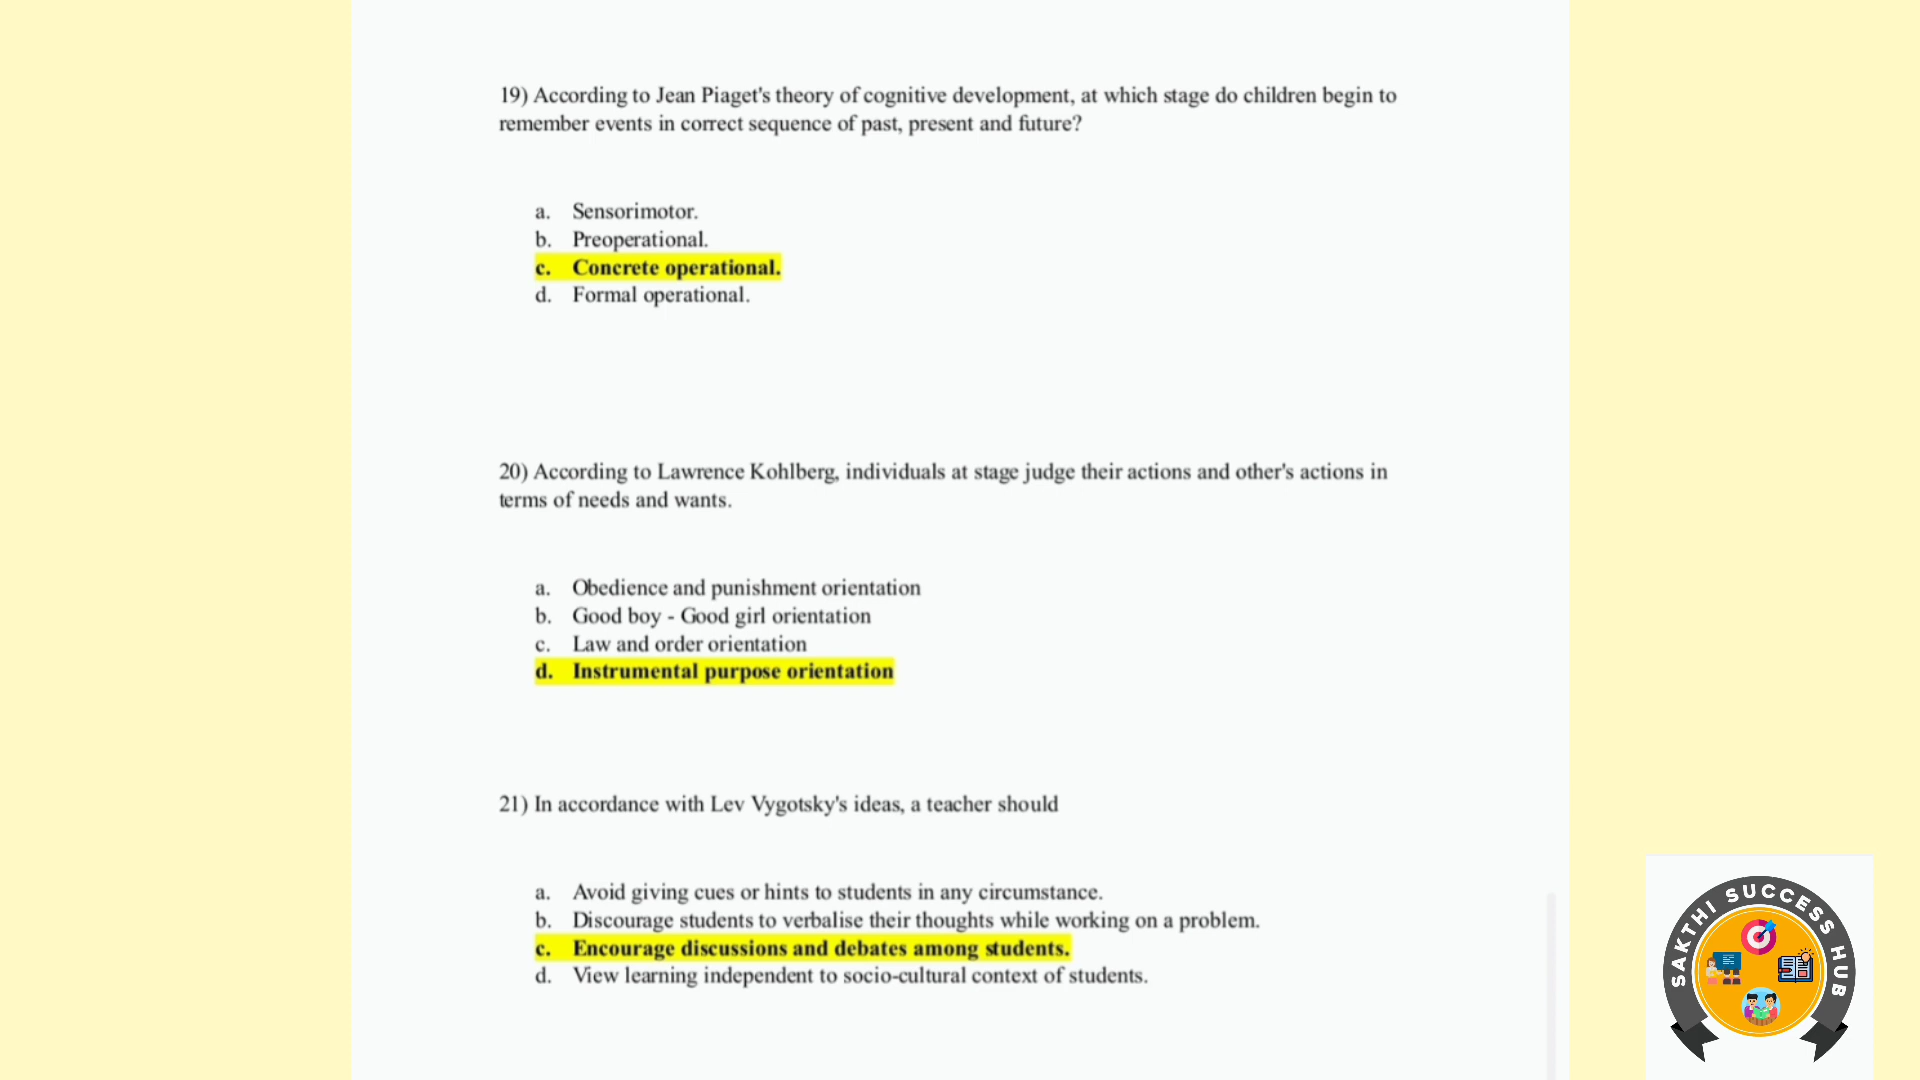 19) According to Jean Piaget's theory of cognitive development, at which stage do children begin to
remember events in correct sequence of past, present and future?
a. Sensorimotor.
b. Preoperational.
c. Concrete operational.
d. Formal operational.
20) According to Lawrence Kohlberg, individuals at stage judge their actions and other's actions in
terms of needs and wants.
a. Obedience and punishment orientation
b. Good boy - Good girl orientation
c. Law and order orientation
d. Instrumental purpose orientation
21) In accordance with Lev Vygotsky's ideas, a teacher should
a. Avoid giving cues or hints to students in any circumstance.
b. Discourage students to verbalise their thoughts while working on a problem.
c. Encourage discussions and debates among students.
d. View learning independent to socio-cultural context of students.
SAKTHI SUCCESS HUB